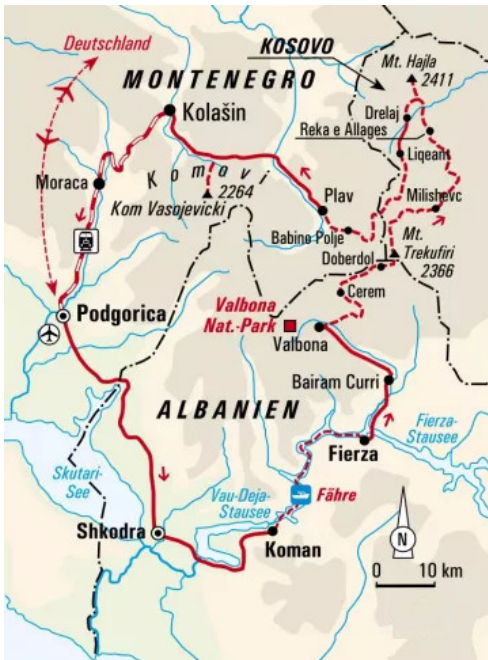 Deutschland
KOSOVO
Mt. Hajla
2411
MONTENEGRO
Kolašin
Drelaj
Reka e Allages
Liqeant
Moraca
Komovi
2264
Kom Vasojevicki
Plav
Milishevc
Babino Polje
Mt.
Trekufiri
2366
Doberdol
Cerem
Podgorica
Valbona
Nat.-Park
Valbona
Bairam Curri
ALBANIEN
Fierza-
Stausee
Fierza
Skutari-
See
Vau-Deja-
Stausee
Fähre
Shkodra
Koman
N
0 10 km